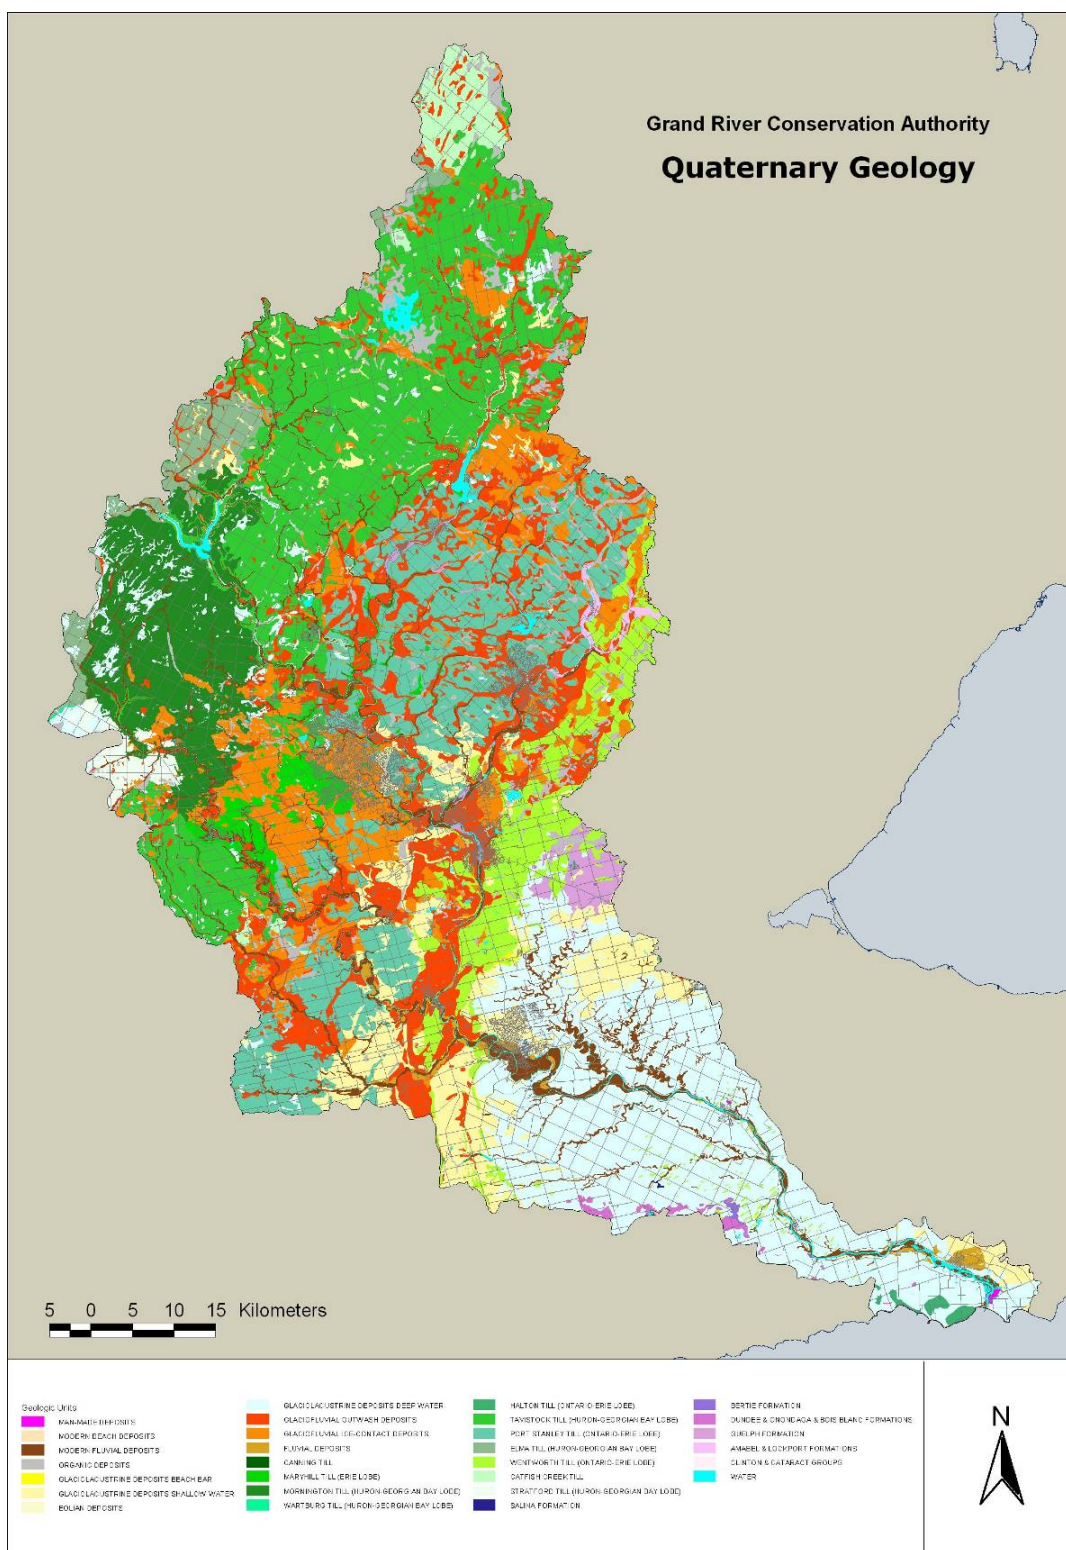 Grand River Conservation Authority
Quaternary Geology
5 0 5 10 15 Kilometers
Geologic Units
MAN-MADE DEPOSITS
MODERN BEACH DEPOSITS
MODERN FLUVIAL DEPOSITS
ORGANIC DEPOSITS
GLACIOLACUSTRINE DEPOSITS BEACH BAR
GLACIOLACUSTRINE DEPOSITS SHALLOW WATER
EOLIAN DEPOSITS
GLACIOLACUSTRINE DEPOSITS DEEP WATER
GLACIOFLUVIAL OUTWASH DEPOSITS
GLACIOFLUVIAL ICE-CONTACT DEPOSITS
FLUVIAL DEPOSITS
CANNING TILL
MARYHILL TILL (ERIE LOBE)
MORNINGTON TILL (HURON-GEORGIAN BAY LOBE)
WARTBURG TILL (HURON-GEORGIAN BAY LOBE)
HALTON TILL (ONTARIO-ERIE LOBE)
TAVISTOCK TILL (HURON-GEORGIAN BAY LOBE)
PORT STANLEY TILL (ONTARIO-ERIE LOBE)
ELMA TILL (HURON-GEORGIAN BAY LOBE)
WENTWORTH TILL (ONTARIO-ERIE LOBE)
CATFISH CREEK TILL
STRATFORD TILL (HURON-GEORGIAN BAY LOBE)
SALINA FORMATION
BERTIE FORMATION
DUNDEE & ONONDAGA & BOIS BLANC FORMATIONS
GUELPH FORMATION
AMABEL & LOCKPORT FORMATIONS
CLINTON & CATARACT GROUPS
WATER
N